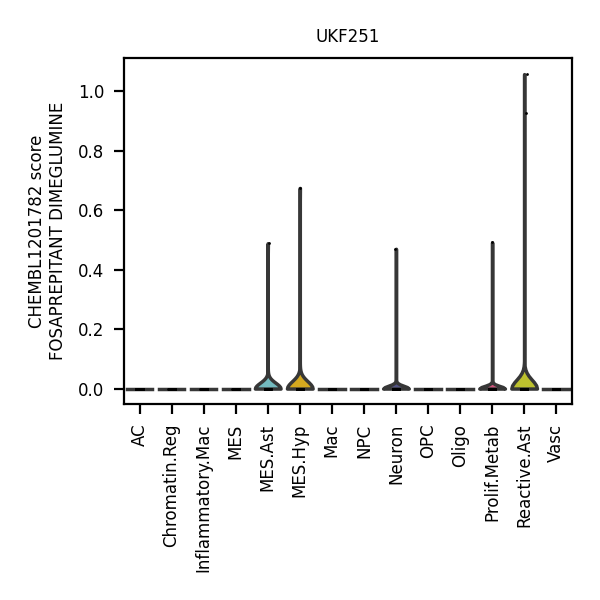 UKF251
CHEMBL1201782 score
FOSAPREPITANT DIMEGLUMINE
1.0
0.8
0.6
0.4
0.2
0.0
AC
Chromatin.Reg
Inflammatory.Mac
MES
MES.Ast
MES.Hyp
Mac
NPC
Neuron
OPC
Oligo
Prolif.Metab
Reactive.Ast
Vasc